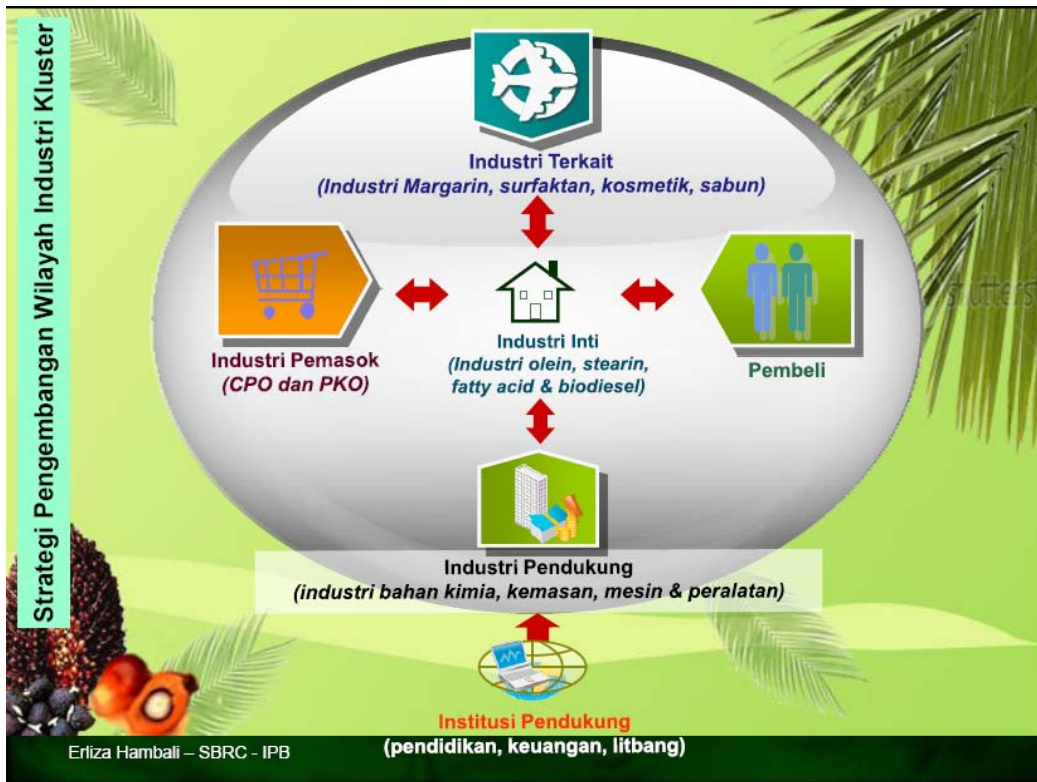 Strategi Pengembangan Wilayah Industri Kluster
Industri Terkait
(Industri Margarin, surfaktan, kosmetik, sabun)
Industri Pemasok
(CPO dan PKO)
Industri Inti
(Industri olein, stearin,
fatty acid & biodiesel)
Pembeli
Industri Pendukung
(industri bahan kimia, kemasan, mesin & peralatan)
Institusi Pendukung
(pendidikan, keuangan, litbang)
Erliza Hambali – SBRC - IPB